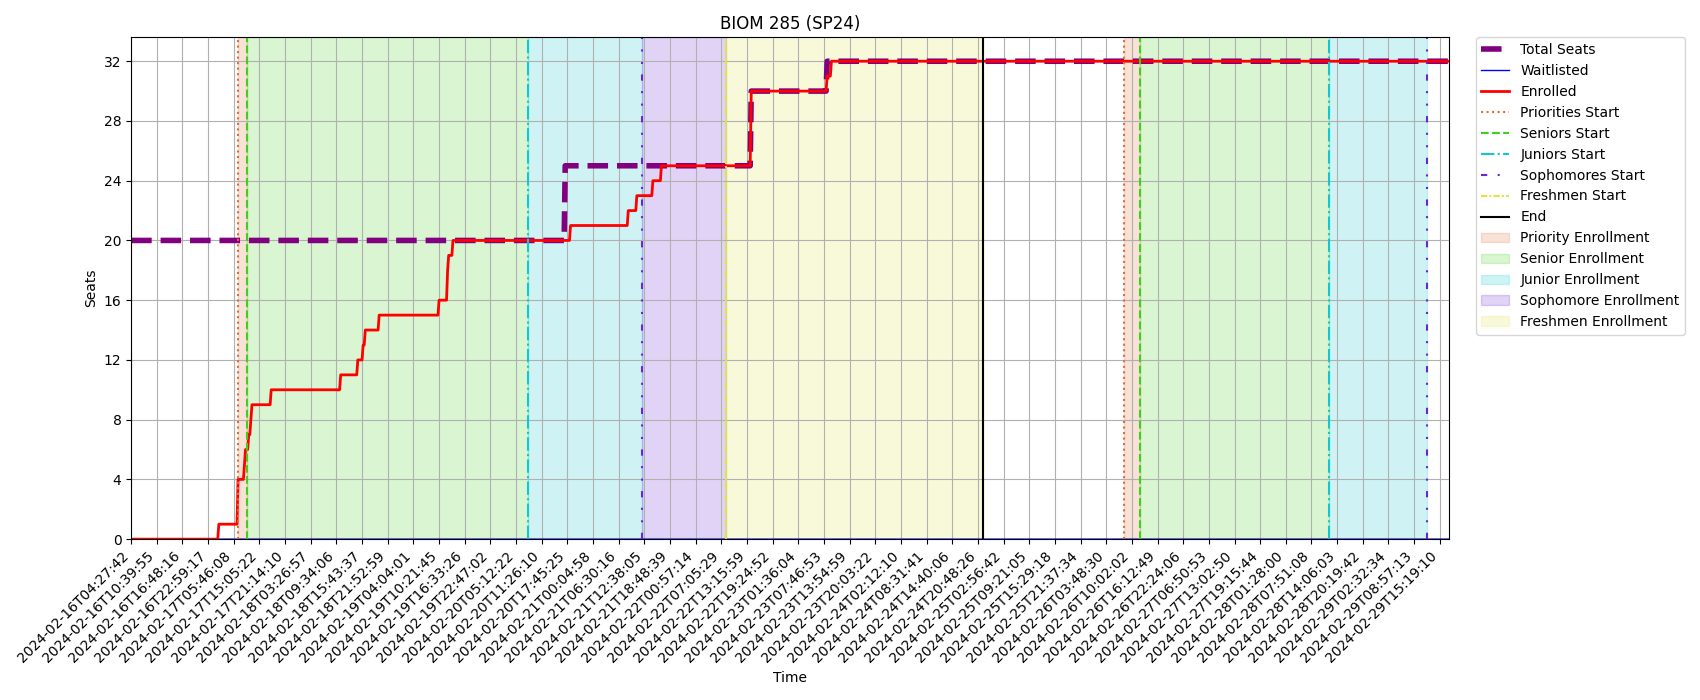 BIOM 285 (SP24)
Seats
32
28
24
20
16
12
8
4
0
2024-02-16T04:27:42
2024-02-16T10:39:55
2024-02-16T16:48:16
2024-02-16T22:59:17
2024-02-17T05:46:08
2024-02-17T15:05:22
2024-02-17T21:14:10
2024-02-18T03:26:57
2024-02-18T09:34:06
2024-02-18T15:43:37
2024-02-18T21:52:59
2024-02-19T04:04:01
2024-02-19T10:21:45
2024-02-19T16:33:26
2024-02-19T22:47:02
2024-02-20T05:12:22
2024-02-20T11:26:10
2024-02-20T17:45:25
2024-02-21T00:04:58
2024-02-21T06:30:16
2024-02-21T12:38:05
2024-02-21T18:48:39
2024-02-22T00:57:14
2024-02-22T07:05:29
2024-02-22T13:15:59
2024-02-22T19:24:52
2024-02-23T01:36:04
2024-02-23T07:46:53
2024-02-23T13:54:59
2024-02-23T20:03:22
2024-02-24T02:12:10
2024-02-24T08:31:41
2024-02-24T14:40:06
2024-02-24T20:48:26
2024-02-25T02:56:42
2024-02-25T09:21:05
2024-02-25T15:29:18
2024-02-25T21:37:34
2024-02-26T03:48:30
2024-02-26T10:02:02
2024-02-26T16:12:49
2024-02-26T22:24:06
2024-02-27T06:50:53
2024-02-27T13:02:50
2024-02-27T19:15:44
2024-02-28T01:28:00
2024-02-28T07:51:08
2024-02-28T14:06:03
2024-02-28T20:19:42
2024-02-29T02:32:34
2024-02-29T08:57:13
2024-02-29T15:19:10
Time
Total Seats
Waitlisted
Enrolled
Priorities Start
Seniors Start
Juniors Start
Sophomores Start
Freshmen Start
End
Priority Enrollment
Senior Enrollment
Junior Enrollment
Sophomore Enrollment
Freshmen Enrollment